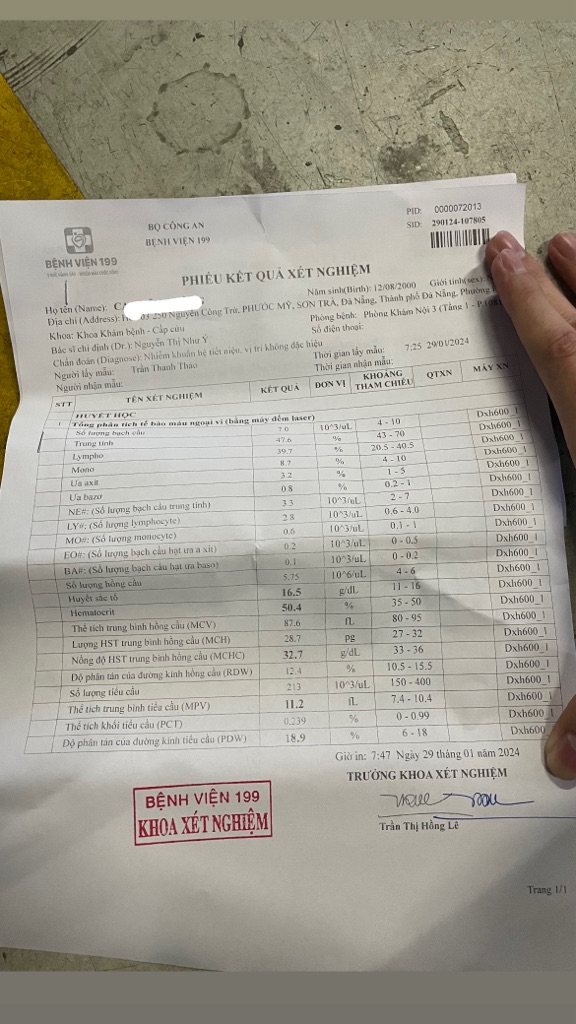 BỆNH VIỆN 199
BỘ CÔNG AN
BỆNH VIỆN 199
PID: 0000072013
SID: 290124-107805
PHIẾU KẾT QUẢ XÉT NGHIỆM
Họ tên (Name): C
Năm sinh(Birth): 12/08/2000 Giới tính(sex):
Địa chỉ (Address): 250 Nguyễn Công Trứ, PHƯỚC MỸ, SƠN TRÀ, Đà Nẵng, Thành phố Đà Nẵng, Phường
Khoa: Khoa Khám bệnh - Cấp cứu
Phòng bệnh: Phòng Khám Nội 3 (Tầng 1 -
Bác sĩ chỉ định (Dr.): Nguyễn Thị Như Ý
Số điện thoại:
Chẩn đoán (Diagnose): Nhiễm khuẩn hệ tiết niệu, vị trí không đặc hiệu
Người lấy mẫu: Trần Thanh Thao
Thời gian lấy mẫu: 7:25 29/01/2024
Người nhận mẫu:
Thời gian nhận mẫu:
STT TÊN XÉT NGHIỆM KẾT QUẢ ĐƠN VỊ KHOẢNG THAM CHIẾU QTXN MÁY XN
HUYẾT HỌC
1 Tổng phân tích tế bào máu ngoại vi (bằng máy đếm laser)
Số lượng bạch cầu 7.0 10^3/uL 4 - 10 Dxh600_1
Trung tính 47.6 % 43 - 70 Dxh600_1
Lympho 39.7 % 20.5 - 40.5 Dxh600_1
Mono 8.7 % 4 - 10 Dxh600_1
Ưa axit 3.2 % 1 - 5 Dxh600_1
Ưa bazơ 0.8 % 0.2 - 1 Dxh600_1
NE#: (Số lượng bạch cầu trung tính) 3.3 10^3/uL 2 - 7 Dxh600_1
LY#: (Số lượng lymphocyte) 2.8 10^3/uL 0.6 - 4.0 Dxh600_1
MO#: (Số lượng monocyte) 0.6 10^3/uL 0.1 - 1 Dxh600_1
EO#: (Số lượng bạch cầu hạt ưa a xít) 0.2 10^3/uL 0 - 0.5 Dxh600_1
BA#: (Số lượng bạch cầu hạt ưa baso) 0.1 10^3/uL 0 - 0.2 Dxh600_1
Số lượng hồng cầu 5.75 10^6/uL 4 - 6 Dxh600_1
Huyết sắc tố 16.5 g/dL 11 - 16 Dxh600_1
Hematocrit 50.4 % 35 - 50 Dxh600_1
Thể tích trung bình hồng cầu (MCV) 87.6 fL 80 - 95 Dxh600_1
Lượng HST trung bình hồng cầu (MCH) 28.7 pg 27 - 32 Dxh600_1
Nồng độ HST trung bình hồng cầu (MCHC) 32.7 g/dL 33 - 36 Dxh600_1
Độ phân tán của đường kính hồng cầu (RDW) 12.4 % 10.5 - 15.5 Dxh600_1
Số lượng tiểu cầu 213 10^3/uL 150 - 400 Dxh600_1
Thể tích trung bình tiểu cầu (MPV) 11.2 fL 7.4 - 10.4 Dxh600_1
Thể tích khối tiểu cầu (PCT) 0.239 % 0 - 0.99 Dxh600_1
Độ phân tán của đường kính tiểu cầu (PDW) 18.9 % 6 - 18 Dxh600
Giờ in: 7:47 Ngày 29 tháng 01 năm 2024
TRƯỞNG KHOA XÉT NGHIỆM
BỆNH VIỆN 199
KHOA XÉT NGHIỆM
Trần Thị Hồng Lê
Trang 1/1